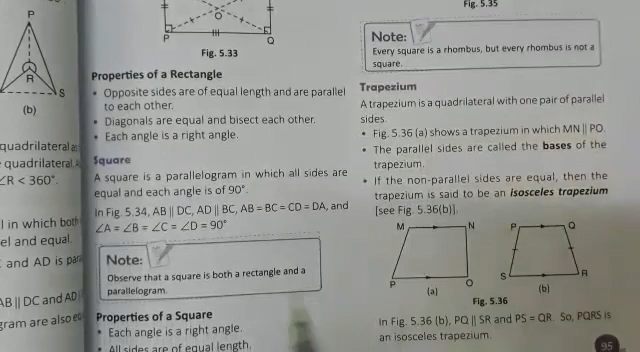 P
R
S
(b)
quadrilateral
quadrilateral.
∠R < 360°.
l in which both
el and equal.
and AD is
AB || DC and AD
gram are also
O
P
Q
Fig. 5.33
Properties of a Rectangle
• Opposite sides are of equal length and are parallel
to each other.
• Diagonals are equal and bisect each other.
• Each angle is a right angle.
Square
A square is a parallelogram in which all sides are
equal and each angle is of 90°.
In Fig. 5.34, AB || DC, AD || BC, AB = BC = CD = DA, and
∠A = ∠B = ∠C = ∠D = 90°
Note:
Observe that a square is both a rectangle and a
parallelogram.
Properties of a Square
• Each angle is a right angle.
• All sides are of equal length.
Fig. 5.35
Note:
Every square is a rhombus, but every rhombus is not a
square.
Trapezium
A trapezium is a quadrilateral with one pair of parallel
sides.
• Fig. 5.36 (a) shows a trapezium in which MN || PO.
• The parallel sides are called the bases of the
trapezium.
• If the non-parallel sides are equal, then the
trapezium is said to be an isosceles trapezium
[see Fig. 5.36(b)].
M
N
P
Q
P
O
S
R
(a)
(b)
Fig. 5.36
In Fig. 5.36 (b), PQ || SR and PS = QR. So, PQRS is
an isosceles trapezium.
95